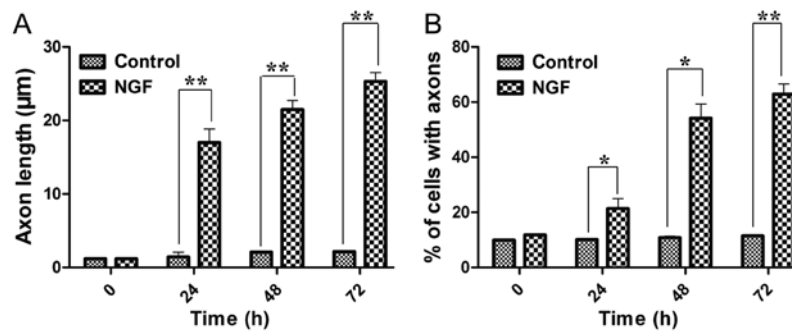 A
Axon length (μm)
30
20
10
0
Control
NGF
**
**
**
0
24
48
72
Time (h)
B
% of cells with axons
80
60
40
20
0
Control
NGF
*
*
**
0
24
48
72
Time (h)